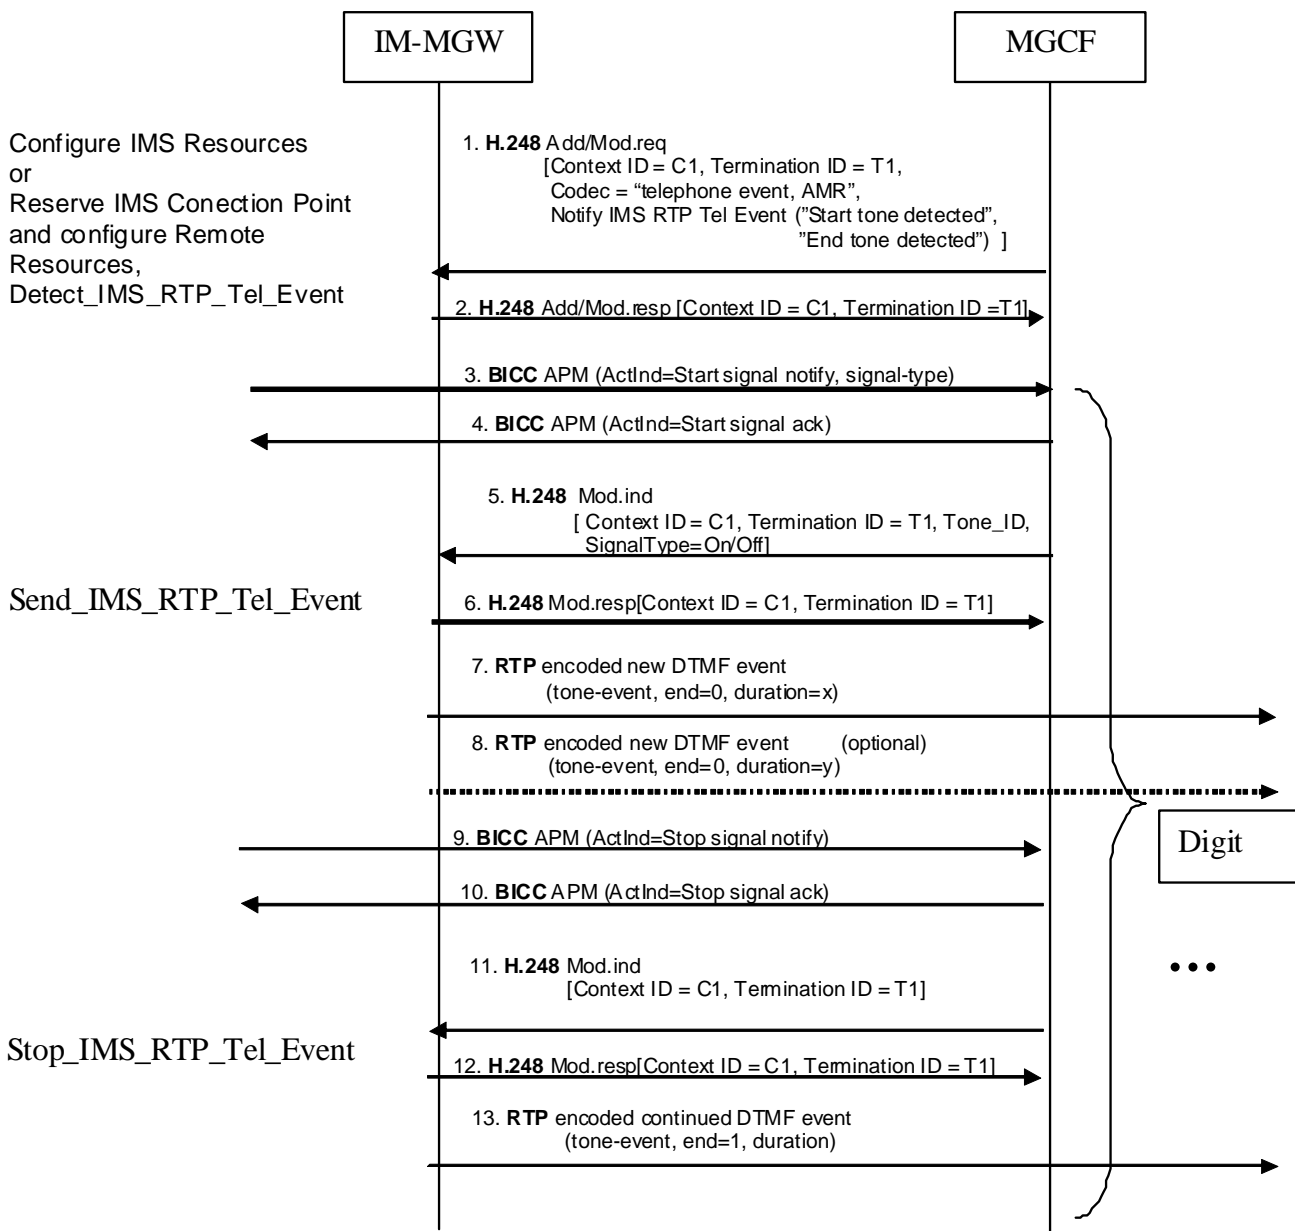 IM-MGW
MGCF
Configure IMS Resources
or
Reserve IMS Conection Point
and configure Remote
Resources,
Detect_IMS_RTP_Tel_Event
1. H.248 Add/Mod.req
[Context ID = C1, Termination ID = T1,
Codec = “telephone event, AMR”,
Notify IMS RTP Tel Event (”Start tone detected”,
”End tone detected”) ]
2. H.248 Add/Mod.resp [Context ID = C1, Termination ID =T1]
3. BICC APM (ActInd=Start signal notify, signal-type)
4. BICC APM (ActInd=Start signal ack)
5. H.248 Mod.ind
[ Context ID = C1, Termination ID = T1, Tone_ID,
SignalType=On/Off]
Send_IMS_RTP_Tel_Event
6. H.248 Mod.resp[Context ID = C1, Termination ID = T1]
7. RTP encoded new DTMF event
(tone-event, end=0, duration=x)
8. RTP encoded new DTMF event (optional)
(tone-event, end=0, duration=y)
9. BICC APM (ActInd=Stop signal notify)
Digit
10. BICC APM (ActInd=Stop signal ack)
11. H.248 Mod.ind
[Context ID = C1, Termination ID = T1]
...
Stop_IMS_RTP_Tel_Event
12. H.248 Mod.resp[Context ID = C1, Termination ID = T1]
13. RTP encoded continued DTMF event
(tone-event, end=1, duration)